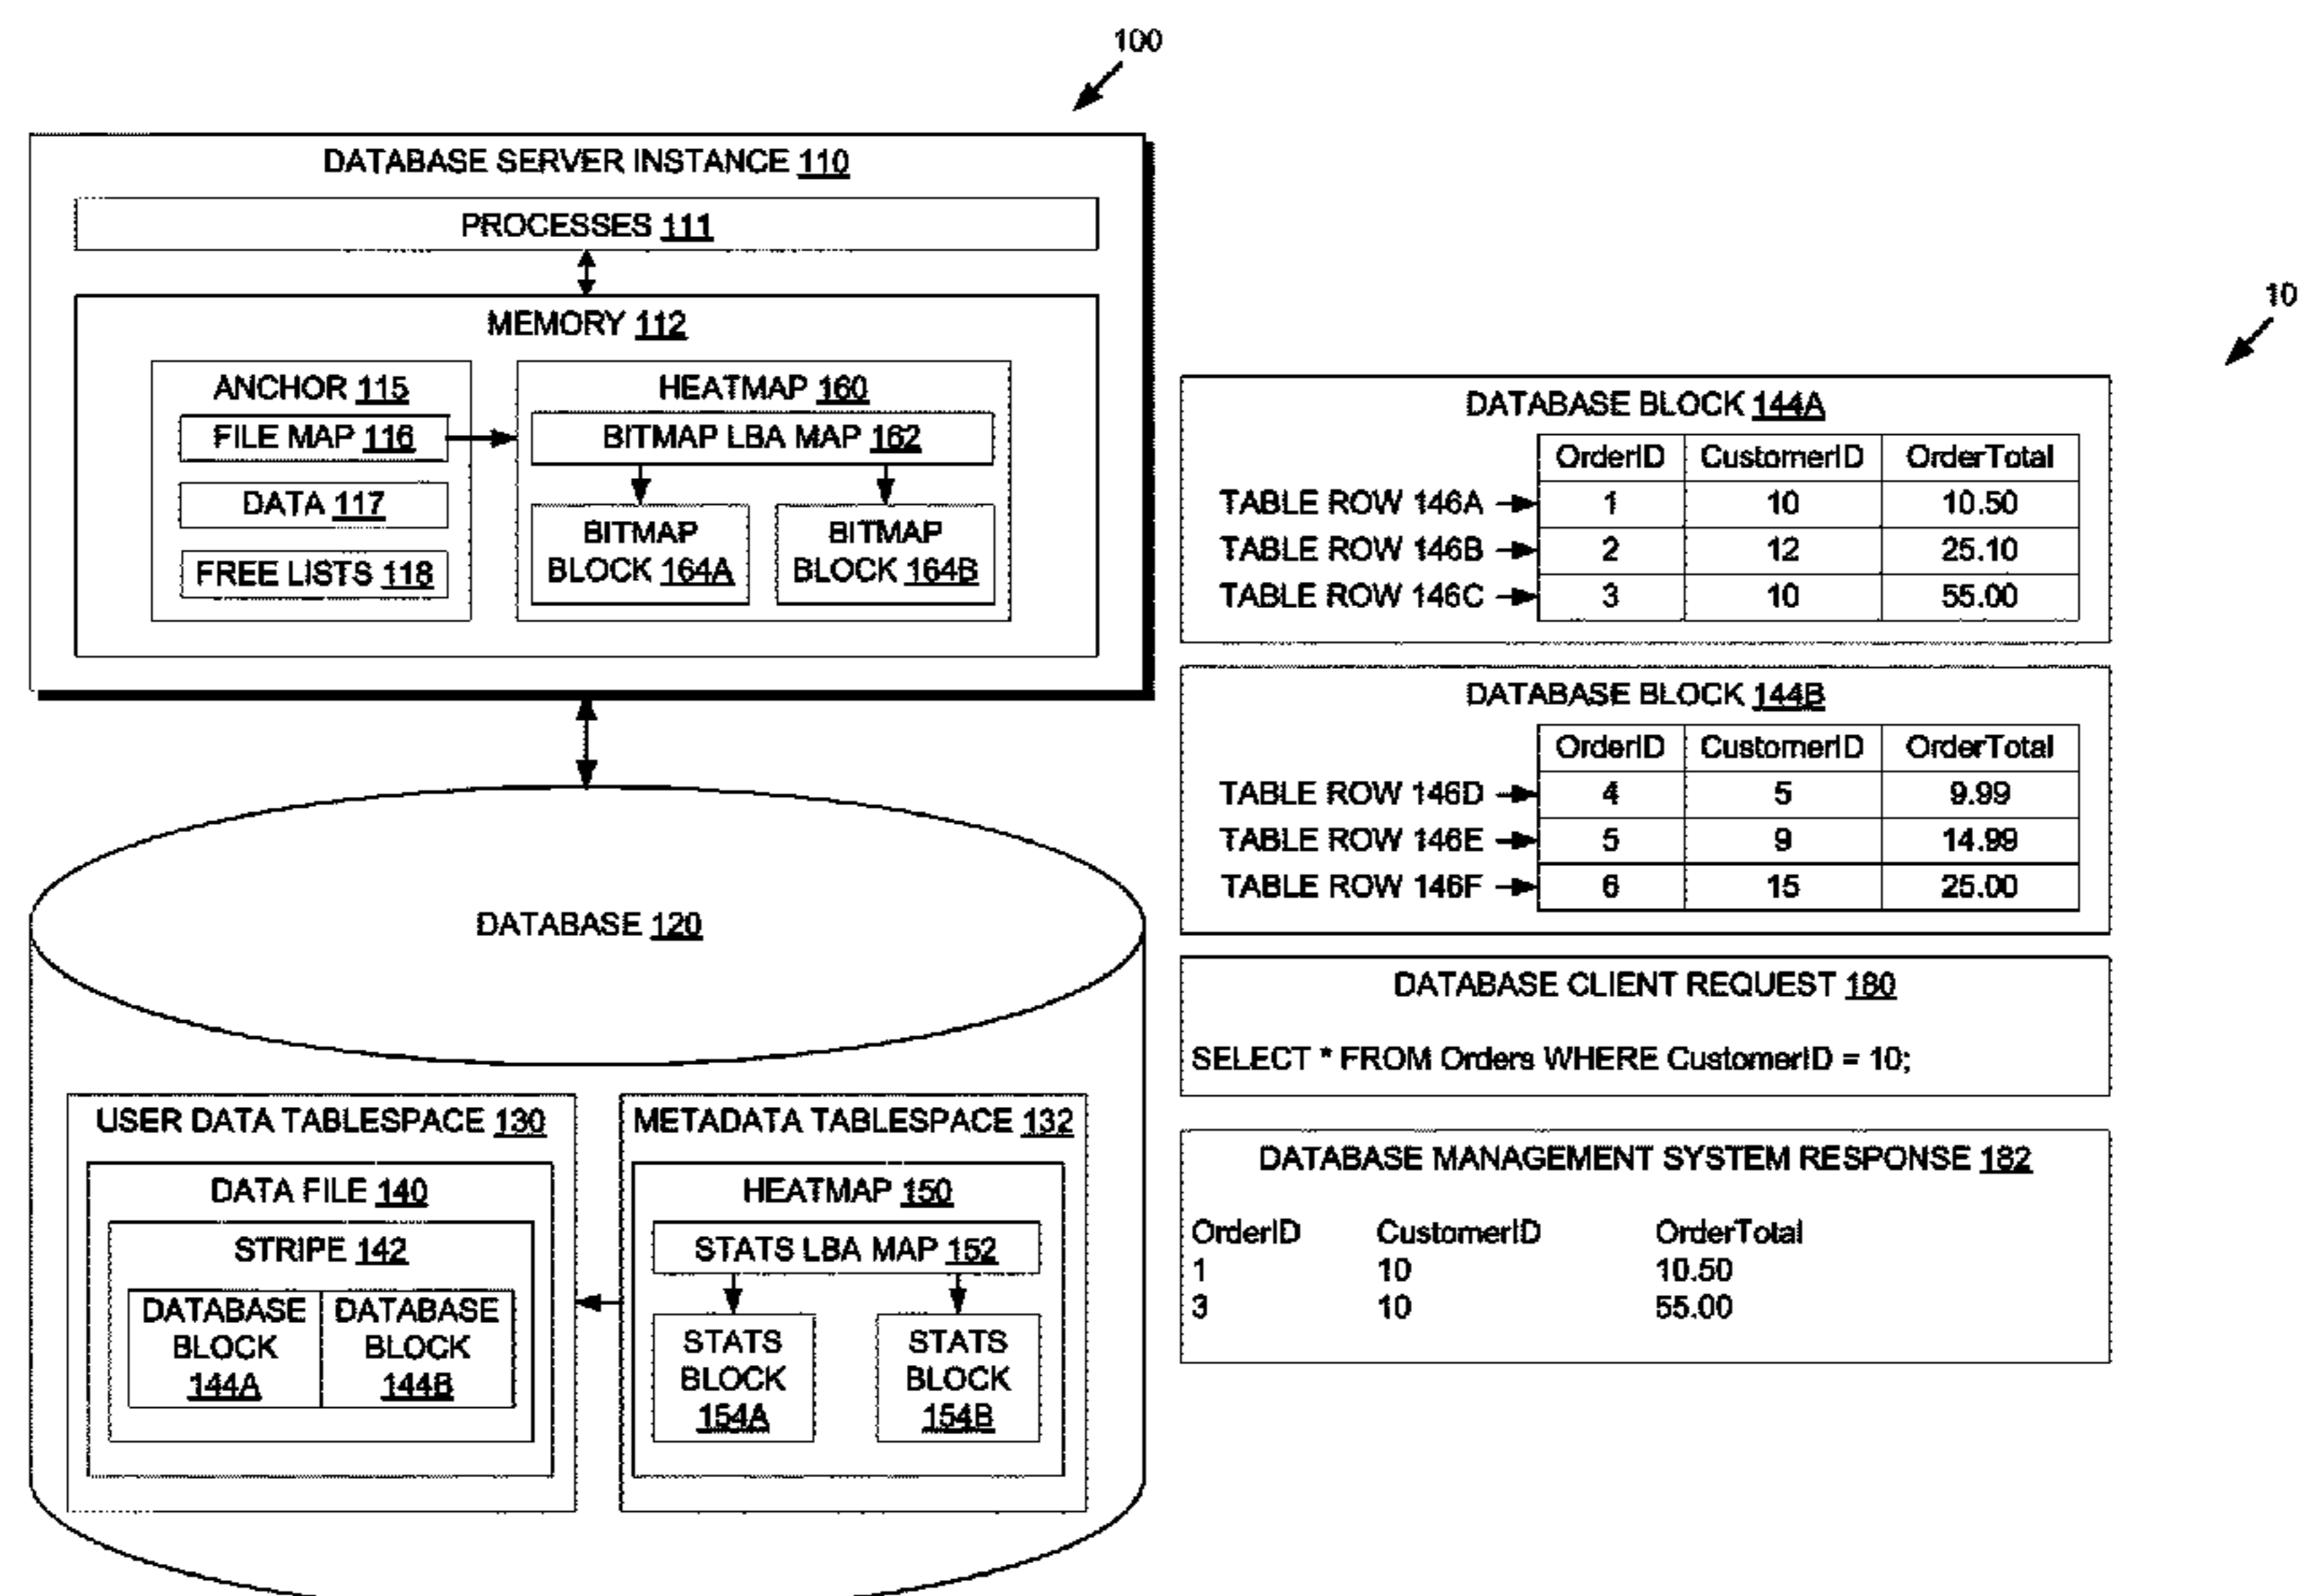 100
DATABASE SERVER INSTANCE 110
PROCESSES 111
MEMORY 112
ANCHOR 115
FILE MAP 116
DATA 117
FREE LISTS 118
HEATMAP 160
BITMAP LBA MAP 162
BITMAP
BLOCK 164A
BITMAP
BLOCK 164B
DATABASE 120
USER DATA TABLESPACE 130
DATA FILE 140
STRIPE 142
DATABASE
BLOCK
144A
DATABASE
BLOCK
144B
METADATA TABLESPACE 132
HEATMAP 150
STATS LBA MAP 152
STATS
BLOCK
154A
STATS
BLOCK
154B
10
DATABASE BLOCK 144A
OrderID CustomerID OrderTotal
TABLE ROW 146A 1 10 10.50
TABLE ROW 146B 2 12 25.10
TABLE ROW 146C 3 10 55.00
DATABASE BLOCK 144B
OrderID CustomerID OrderTotal
TABLE ROW 146D 4 5 9.99
TABLE ROW 146E 5 9 14.99
TABLE ROW 146F 6 15 25.00
DATABASE CLIENT REQUEST 180
SELECT * FROM Orders WHERE CustomerID = 10;
DATABASE MANAGEMENT SYSTEM RESPONSE 182
OrderID CustomerID OrderTotal
1 10 10.50
3 10 55.00